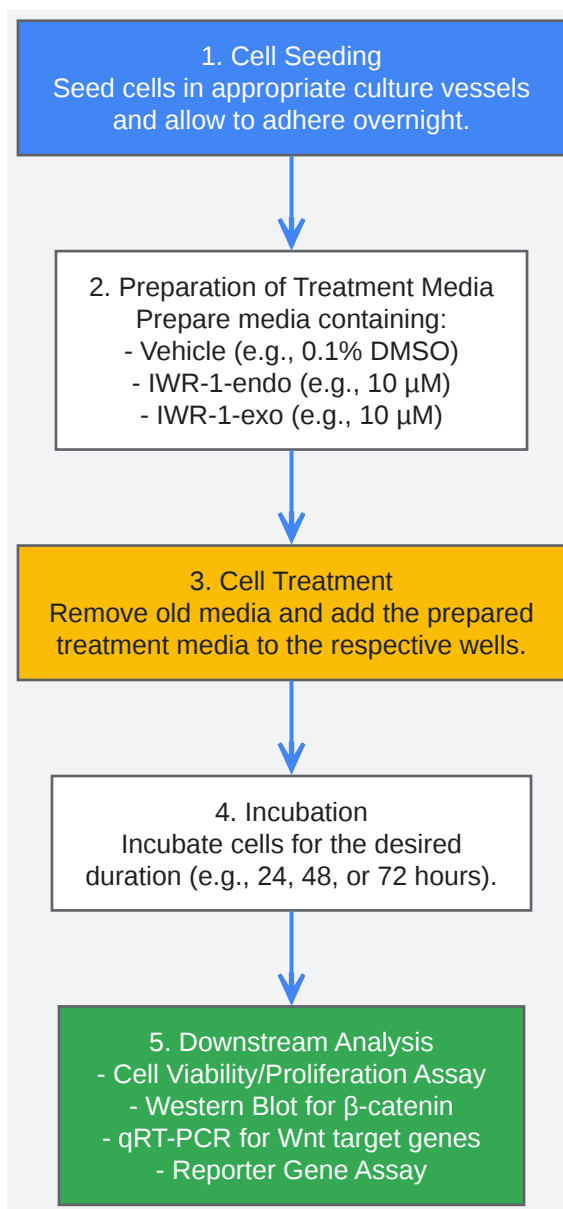 1. Cell Seeding
Seed cells in appropriate culture vessels
and allow to adhere overnight.
2. Preparation of Treatment Media
Prepare media containing:
- Vehicle (e.g., 0.1% DMSO)
- IWR-1-endo (e.g., 10 µM)
- IWR-1-exo (e.g., 10 µM)
3. Cell Treatment
Remove old media and add the prepared
treatment media to the respective wells.
4. Incubation
Incubate cells for the desired
duration (e.g., 24, 48, or 72 hours).
5. Downstream Analysis
- Cell Viability/Proliferation Assay
- Western Blot for β-catenin
- qRT-PCR for Wnt target genes
- Reporter Gene Assay